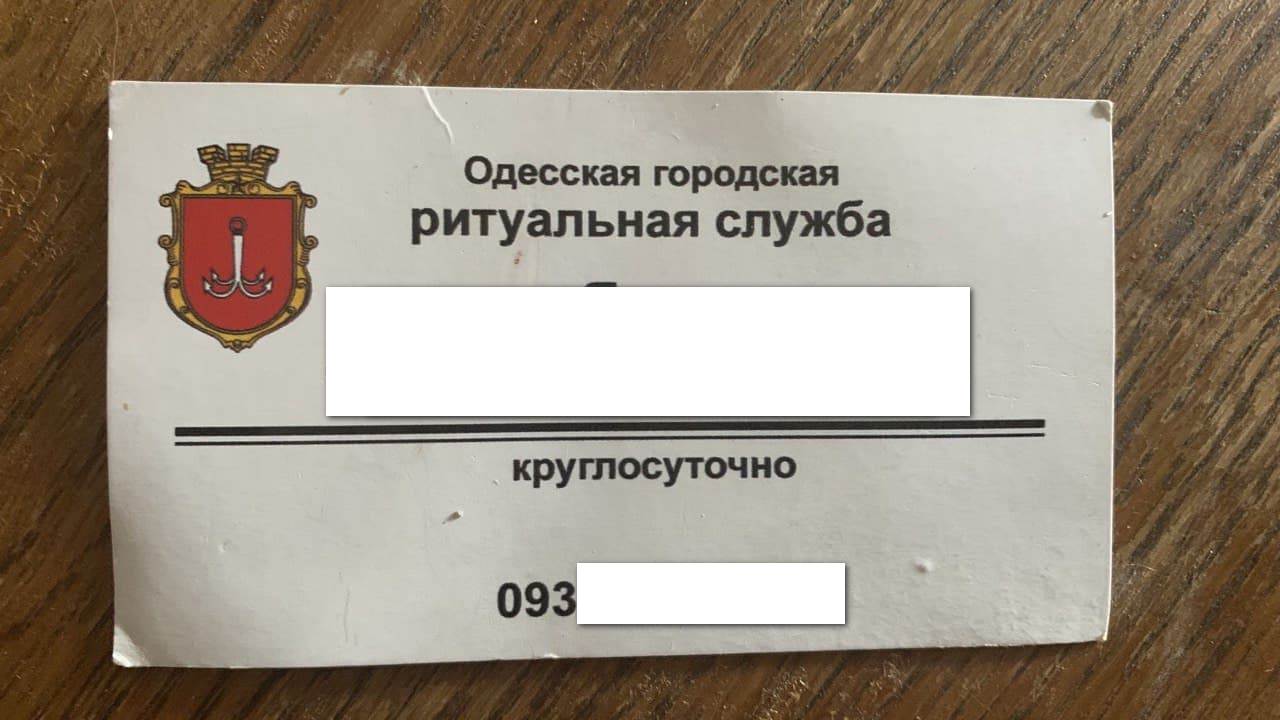 Одесская городская
ритуальная служба
круглосуточно
093